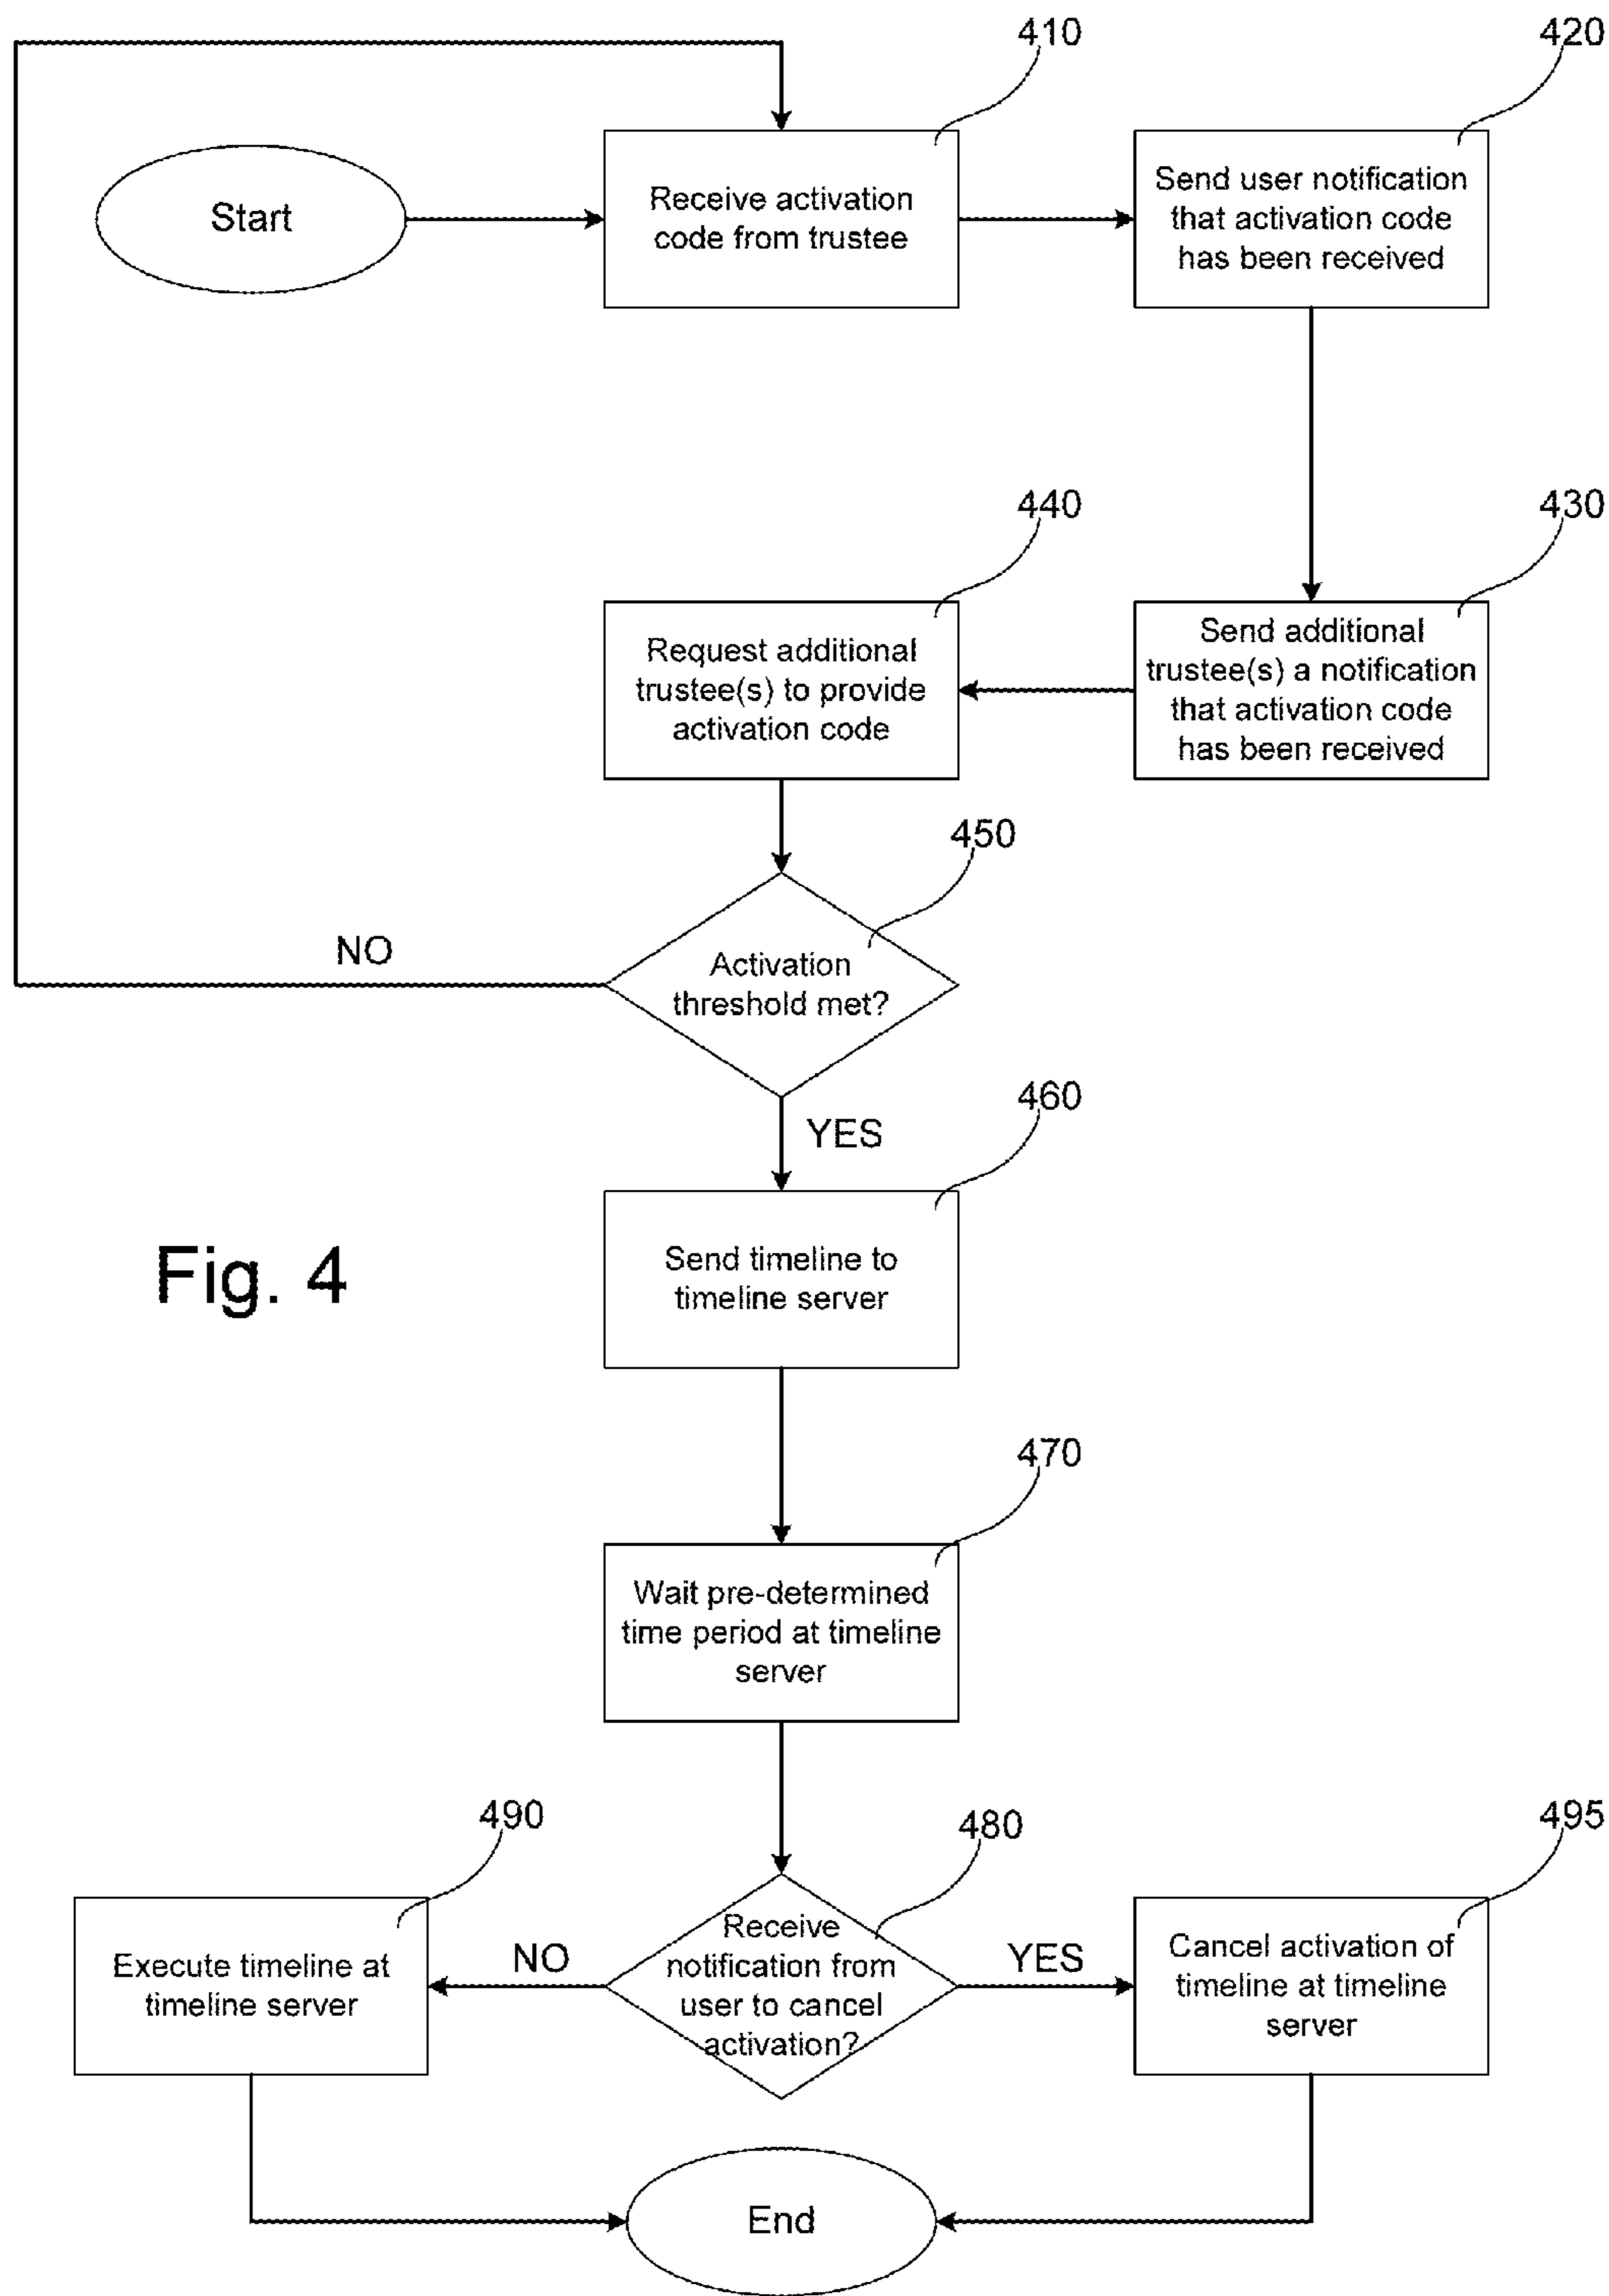 410
420
Start
Receive activation
code from trustee
Send user notification
that activation code
has been received
440
430
Request additional
trustee(s) to provide
activation code
Send additional
trustee(s) a notification
that activation code
has been received
450
NO
Activation
threshold met?
YES
460
Fig. 4
Send timeline to
timeline server
470
Wait pre-determined
time period at timeline
server
490
480
495
Execute timeline at
timeline server
NO
Receive
notification from
user to cancel
activation?
YES
Cancel activation of
timeline at timeline
server
End